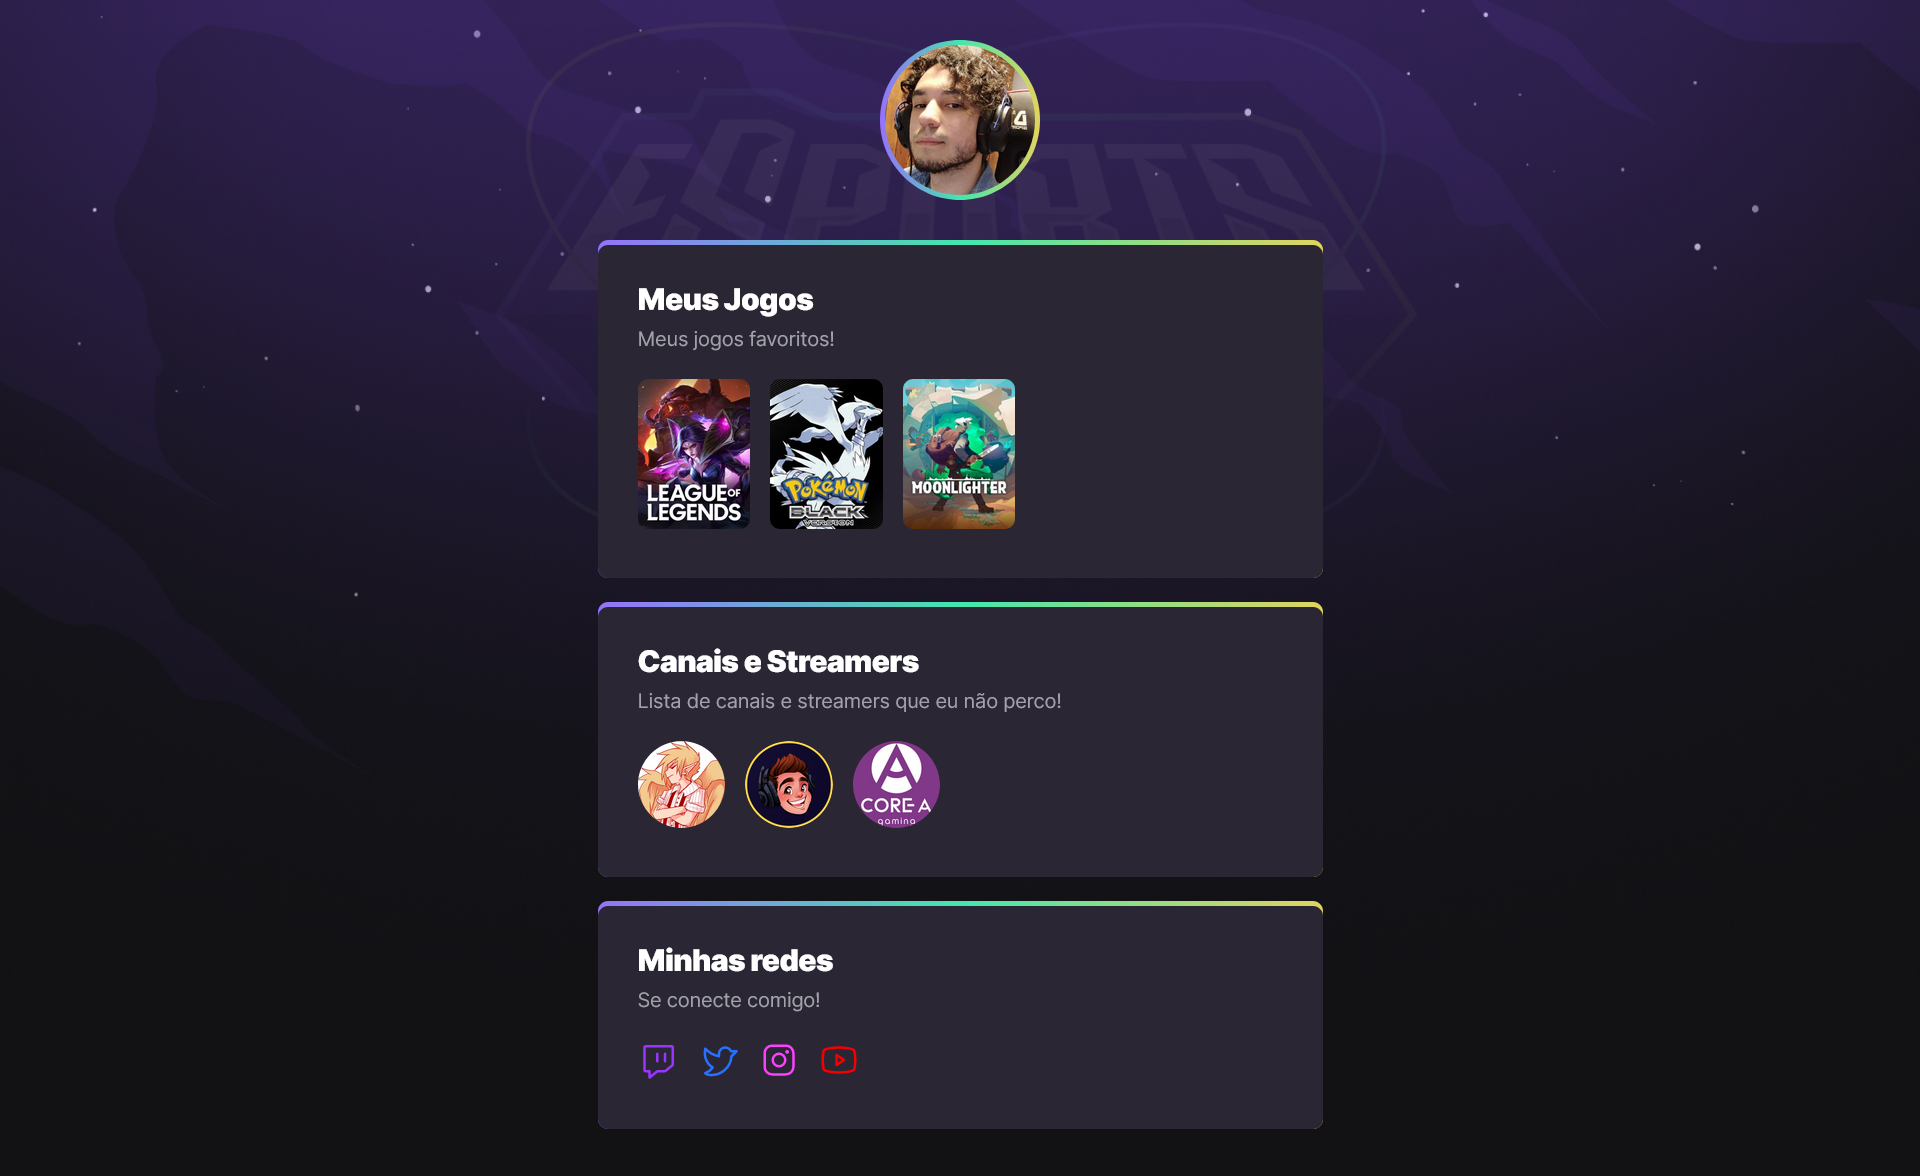 ESPORTS
Meus Jogos
Meus jogos favoritos!
LEAGUE OF
LEGENDS
POKÉMON
BLACK
VERSION
MOONLIGHTER
Canais e Streamers
Lista de canais e streamers que eu não perco!
CORE-A
gaming
Minhas redes
Se conecte comigo!